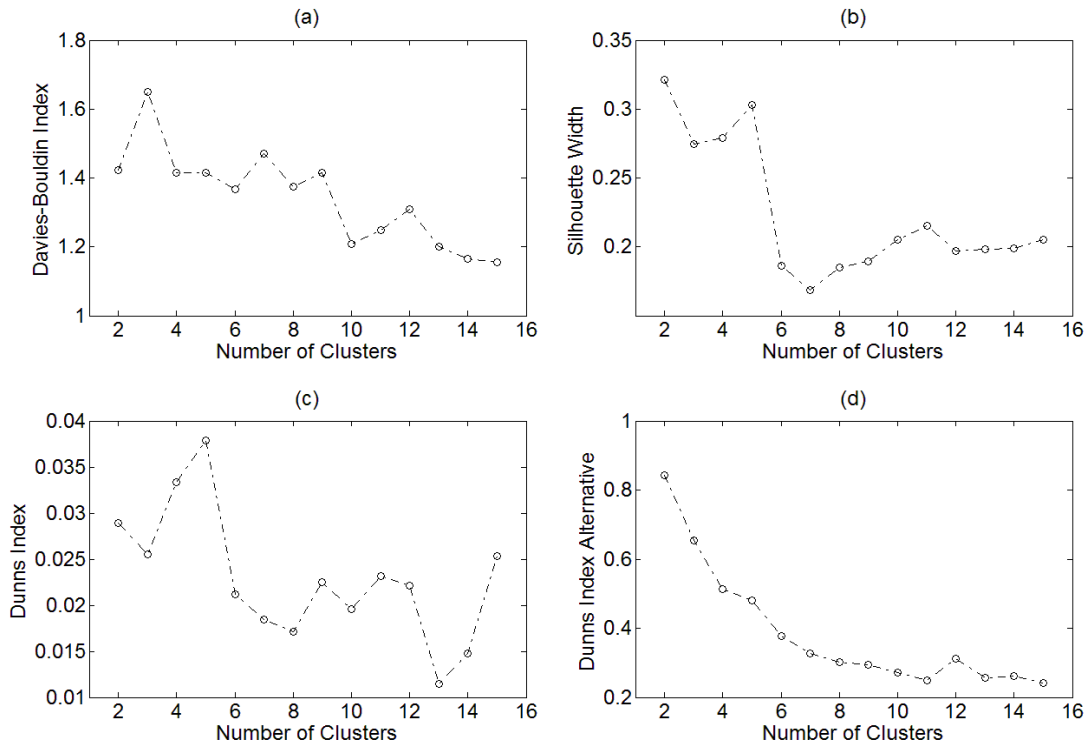 (a)
Davies-Bouldin Index
1.8
1.6
1.4
1.2
1
2 4 6 8 10 12 14 16
Number of Clusters
(b)
Silhouette Width
0.35
0.3
0.25
0.2
2 4 6 8 10 12 14 16
Number of Clusters
(c)
Dunns Index
0.04
0.035
0.03
0.025
0.02
0.015
0.01
2 4 6 8 10 12 14 16
Number of Clusters
(d)
Dunns Index Alternative
1
0.8
0.6
0.4
0.2
2 4 6 8 10 12 14 16
Number of Clusters